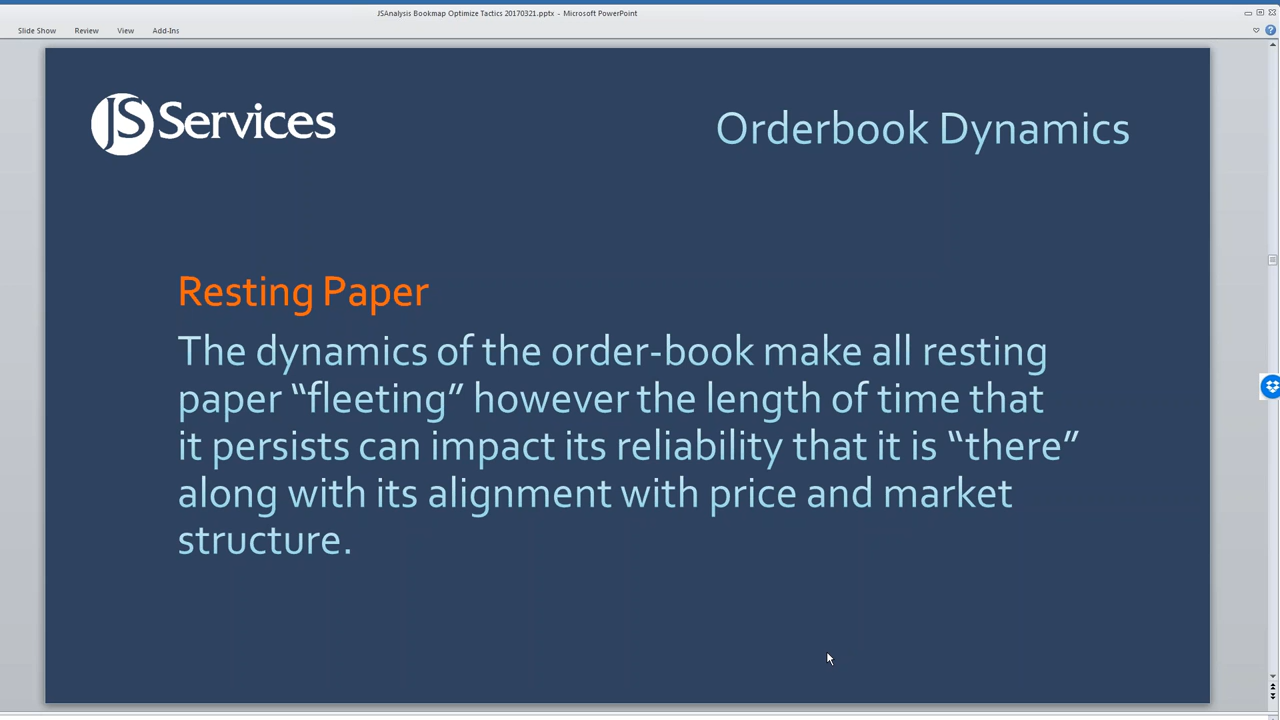 JSAnalysis Bookmap Optimize Tactics 20170321.pptx - Microsoft PowerPoint
Slide Show Review View Add-Ins
JS Services
Orderbook Dynamics
Resting Paper
The dynamics of the order-book make all resting
paper “fleeting” however the length of time that
it persists can impact its reliability that it is “there”
along with its alignment with price and market
structure.